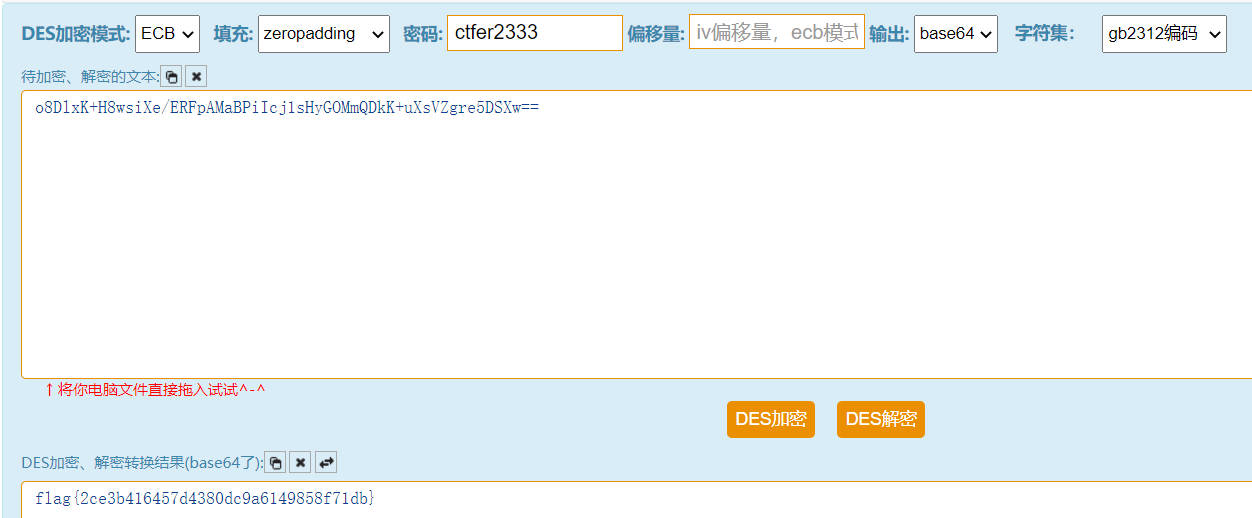 DES加密模式: ECB 填充: zeropadding 密码: ctfer2333 偏移量: iv偏移量，ecb模式 输出: base64 字符集： gb2312编码
待加密、解密的文本:
o8DlxK+H8wsiXe/ERFpAMaBPiIcj1sHyGOMmQDkK+uXsVZgre5DSXw==
↑将你电脑文件直接拖入试试^-^
DES加密 DES解密
DES加密、解密转换结果(base64了):
flag{2ce3b416457d4380dc9a6149858f71db}